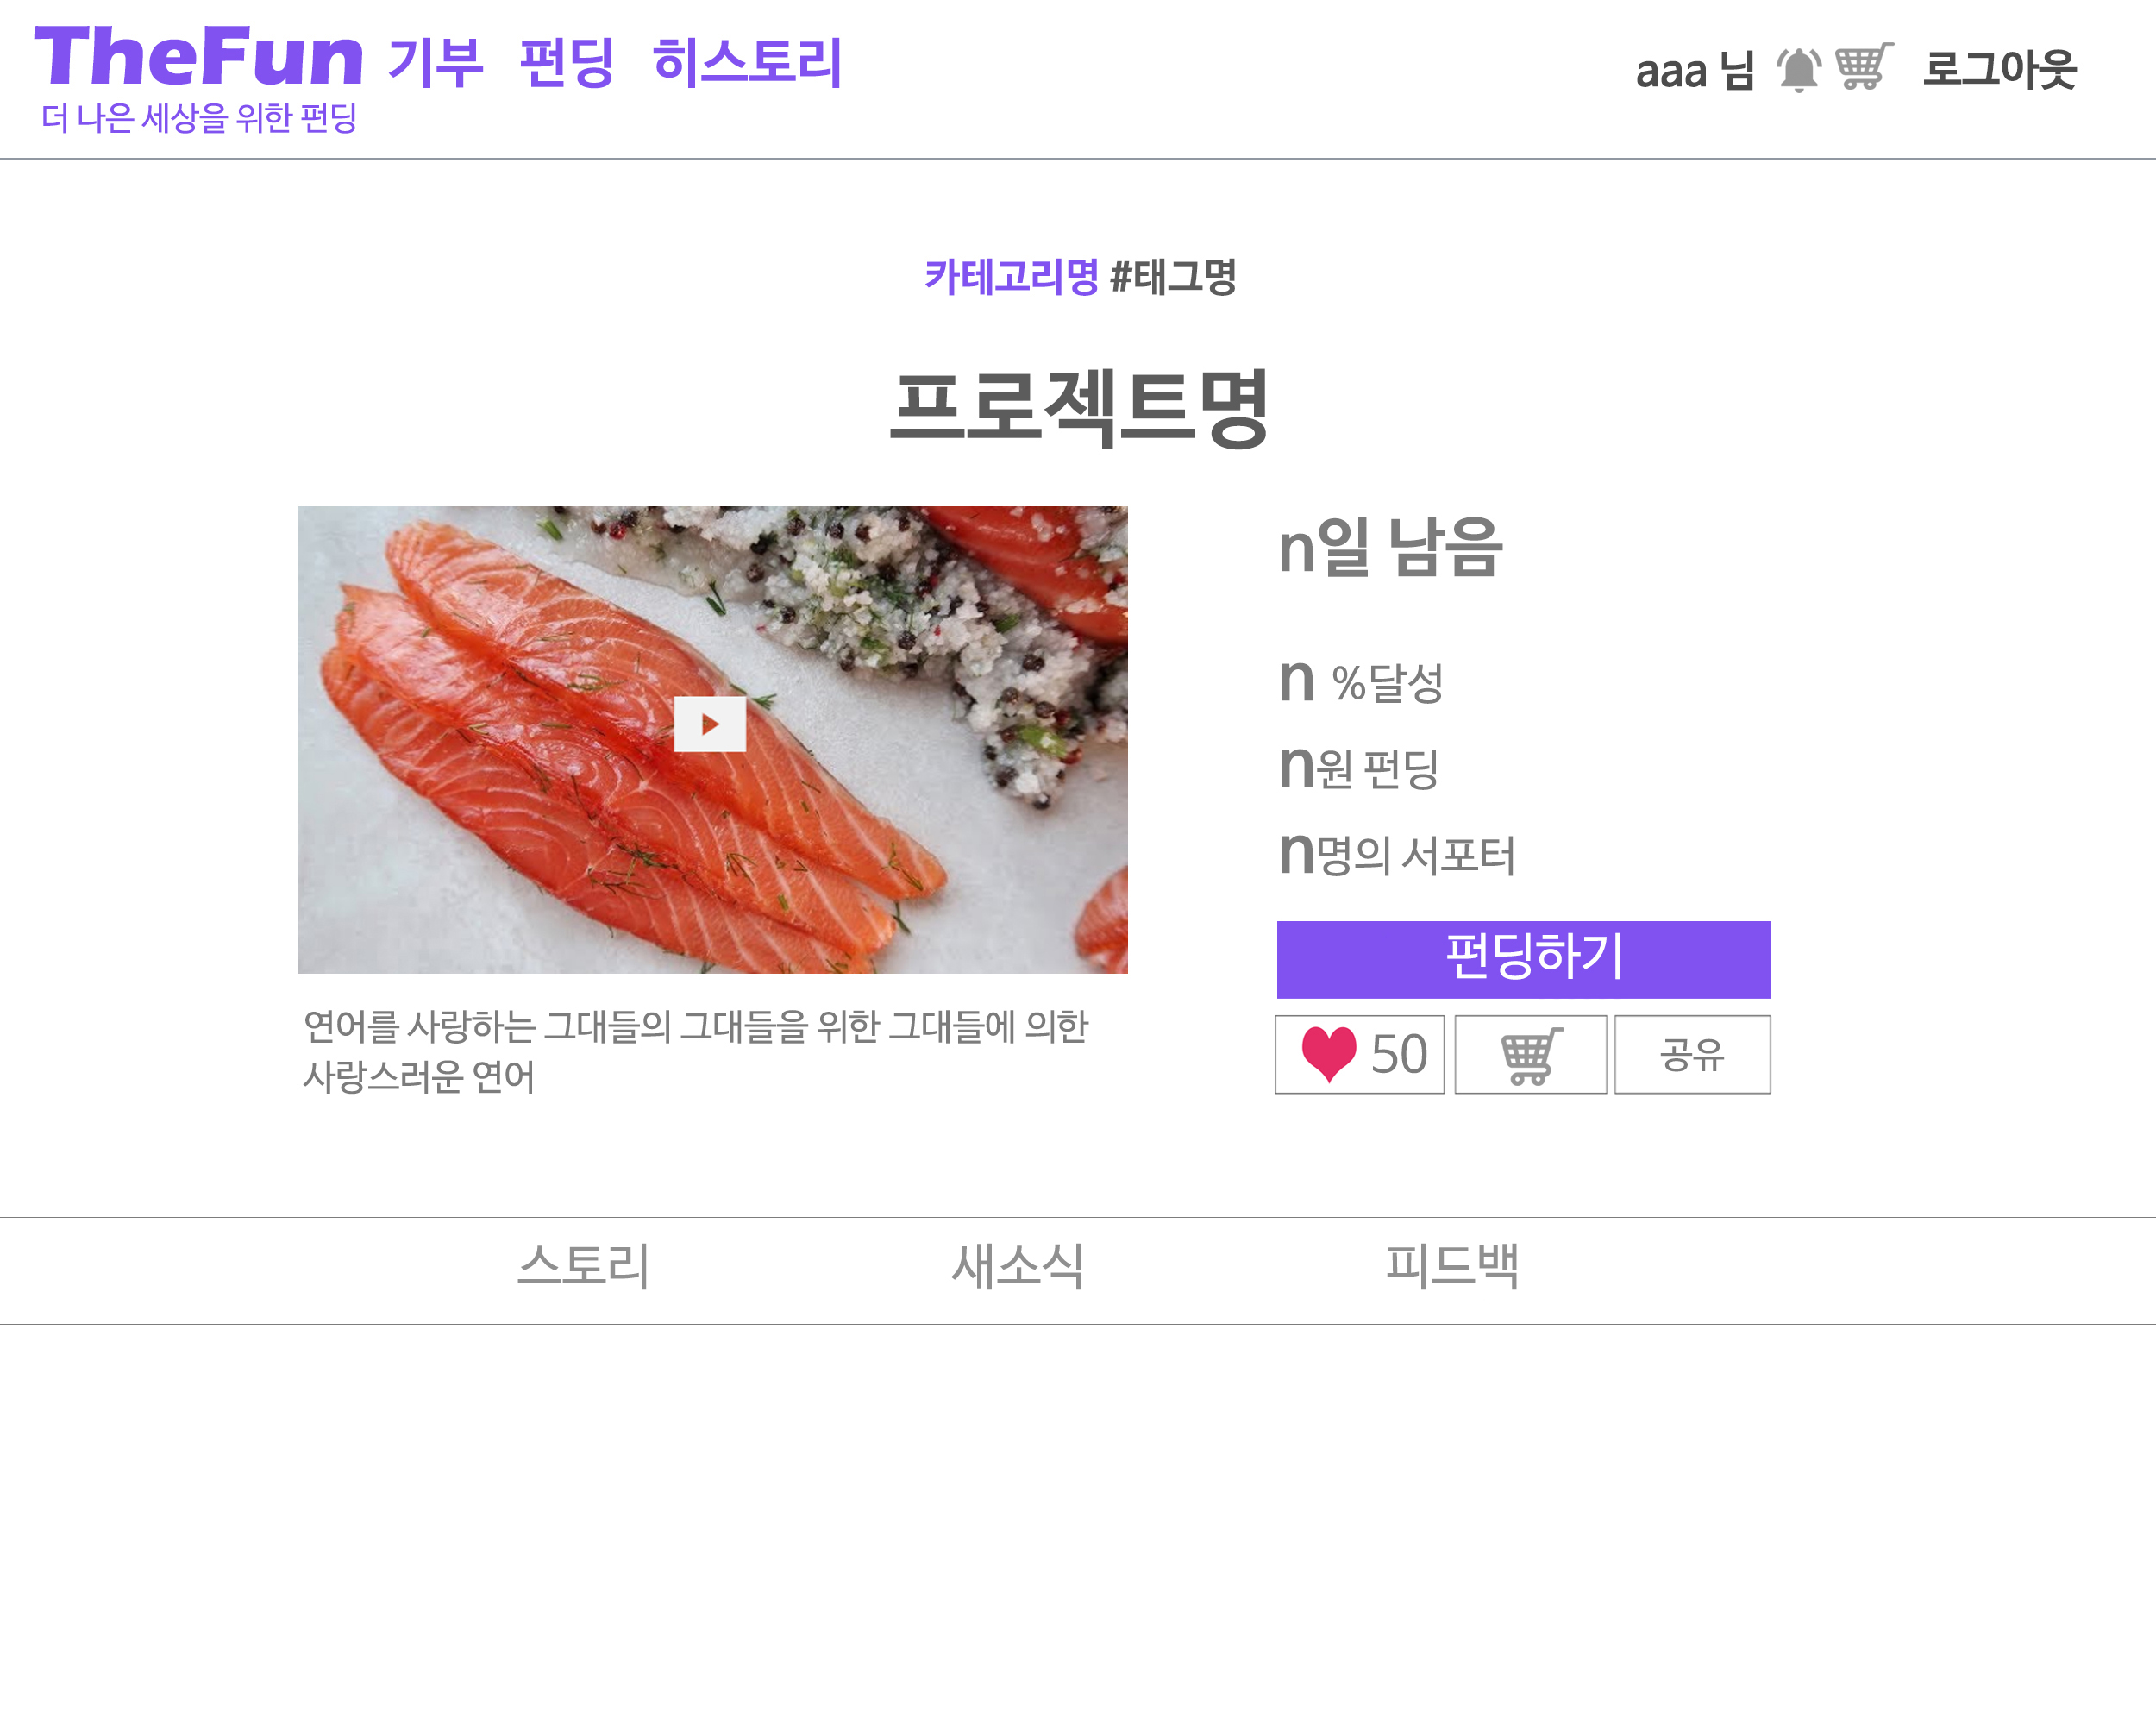 TheFun 기부 펀딩 히스토리
더 나은 세상을 위한 펀딩
aaa 님 로그아웃
카테고리명 #태그명
프로젝트명
n일 남음
n %달성
n원 펀딩
n명의 서포터
펀딩하기
50 공유
연어를 사랑하는 그대들의 그대들을 위한 그대들에 의한
사랑스러운 연어
스토리 새소식 피드백